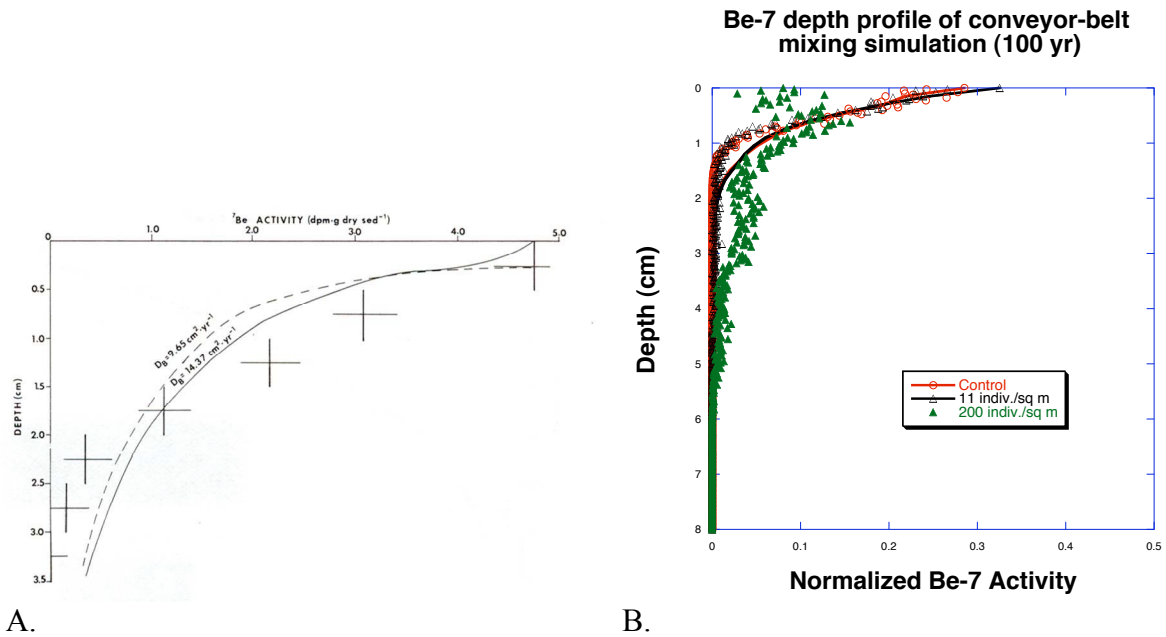 ⁷Be ACTIVITY (dpm·g dry sed⁻¹)
0 1.0 2.0 3.0 4.0 5.0
0.5
1.0
1.5
2.0
2.5
3.0
3.5
DEPTH (cm)
D_B = 9.65 cm²·yr⁻¹
D_B = 14.37 cm²·yr⁻¹
A.
Be-7 depth profile of conveyor-belt
mixing simulation (100 yr)
0
1
2
3
4
5
6
7
8
Depth (cm)
Control
11 indiv./sq m
200 indiv./sq m
0 0.1 0.2 0.3 0.4 0.5
Normalized Be-7 Activity
B.